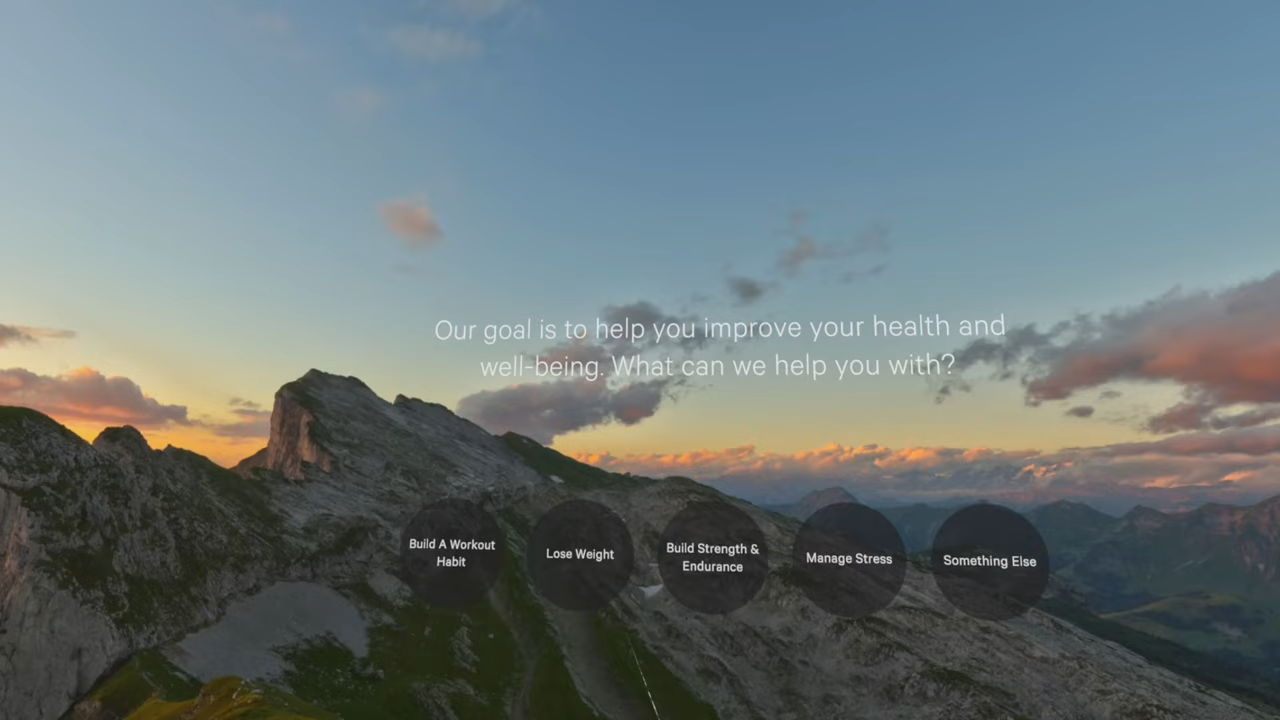 Our goal is to help you improve your health and
well-being. What can we help you with?
Build A Workout
Habit
Lose Weight
Build Strength &
Endurance
Manage Stress
Something Else